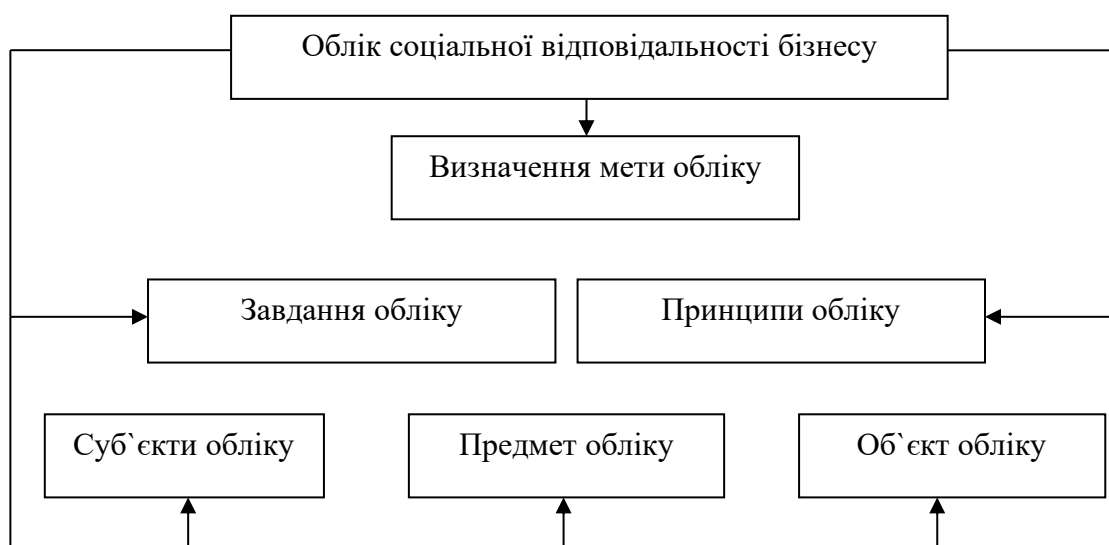 Облік соціальної відповідальності бізнесу
Визначення мети обліку
Завдання обліку
Принципи обліку
Суб`єкти обліку
Предмет обліку
Об`єкт обліку